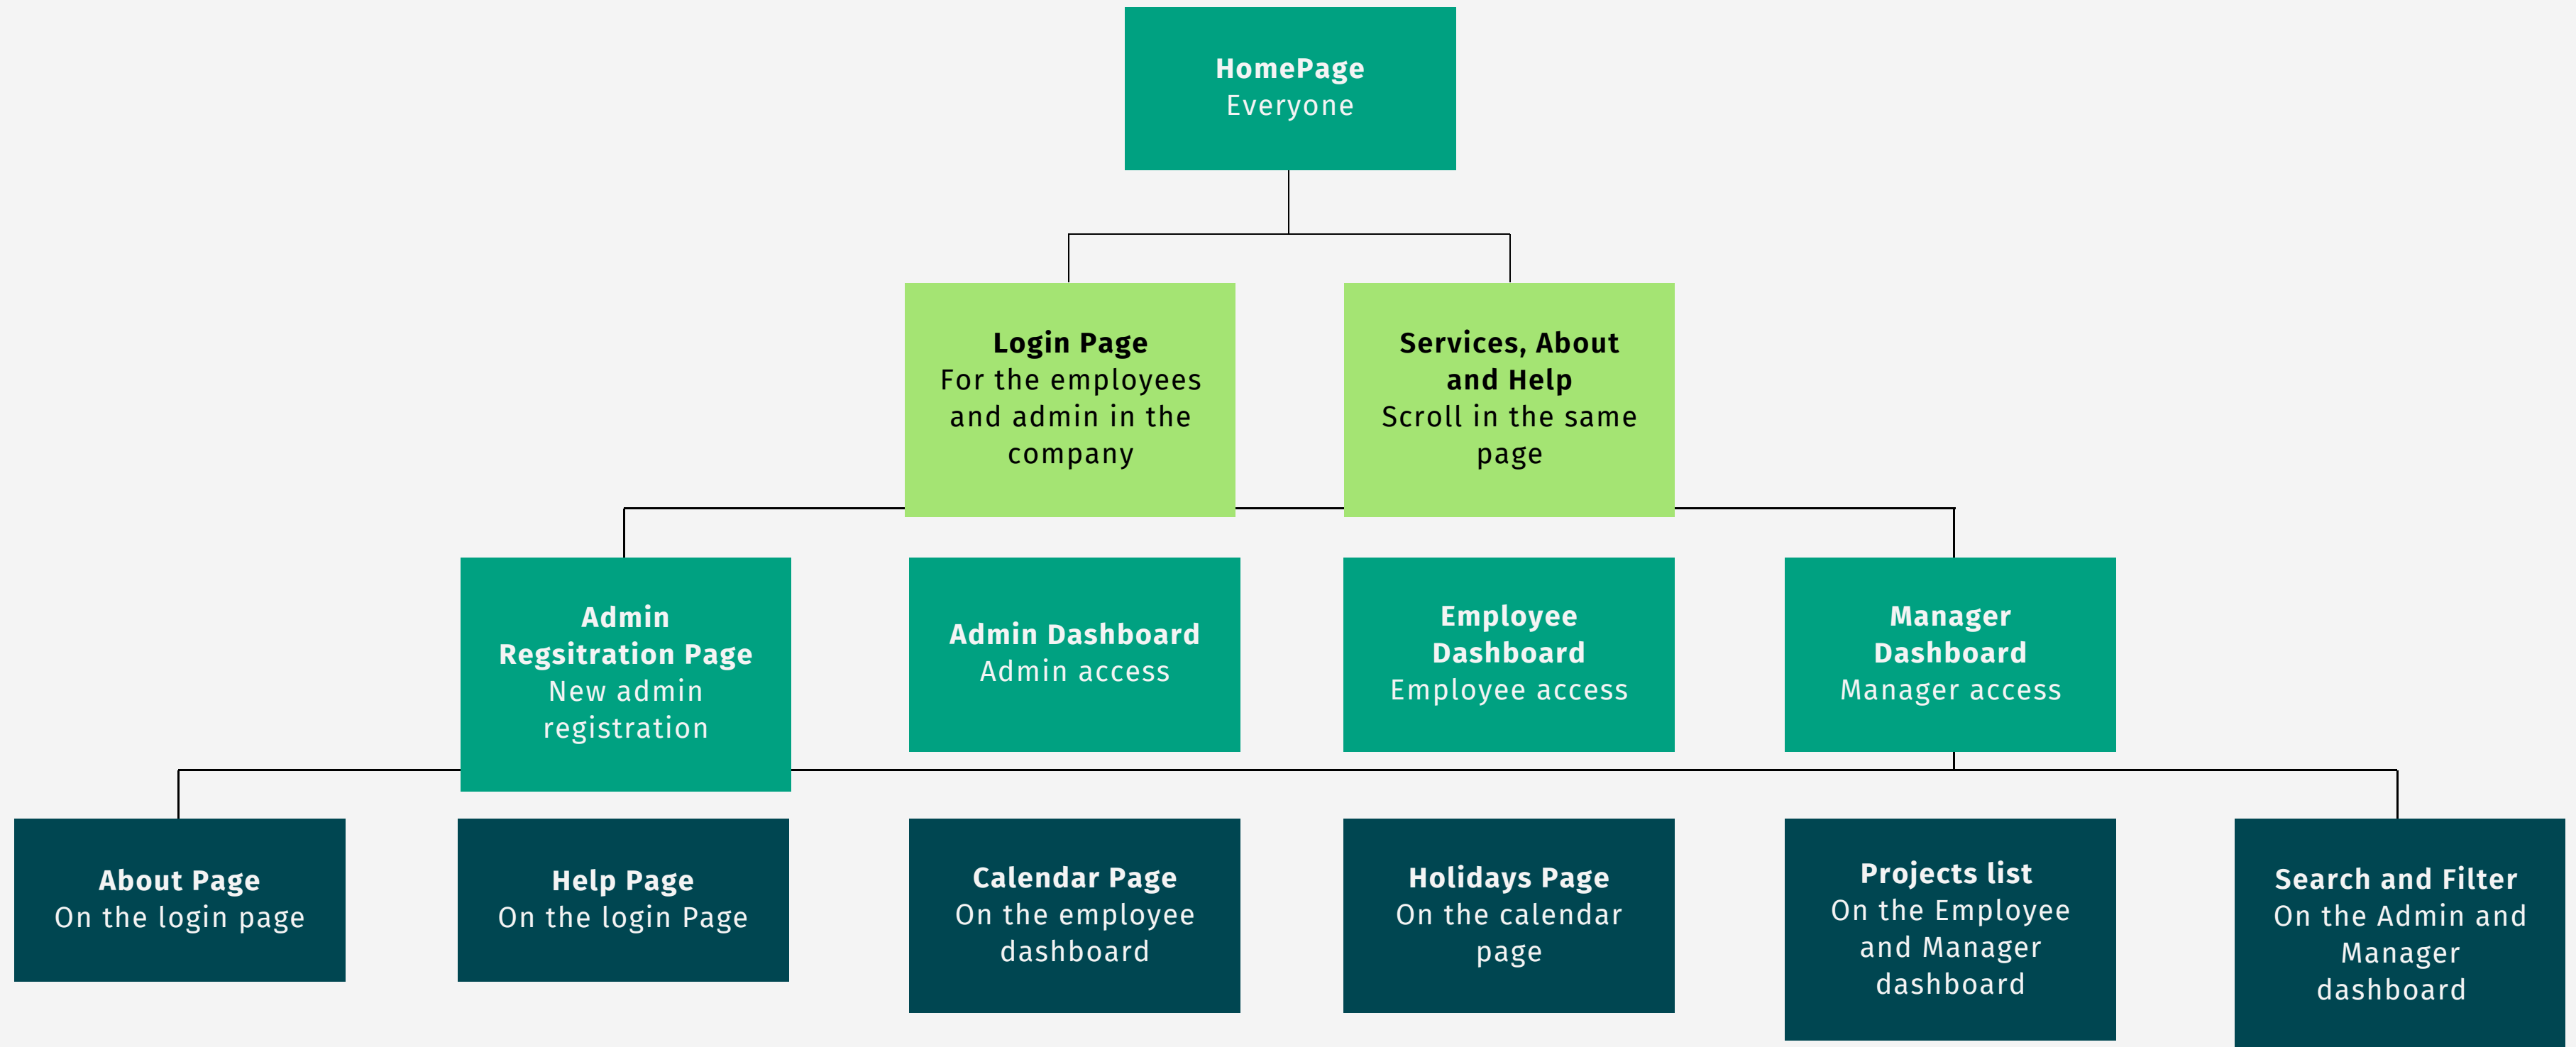 HomePage
Everyone
Login Page
For the employees
and admin in the
company
Services, About
and Help
Scroll in the same
page
Admin
Regsitration Page
New admin
registration
Admin Dashboard
Admin access
Employee
Dashboard
Employee access
Manager
Dashboard
Manager access
About Page
On the login page
Help Page
On the login Page
Calendar Page
On the employee
dashboard
Holidays Page
On the calendar
page
Projects list
On the Employee
and Manager
dashboard
Search and Filter
On the Admin and
Manager
dashboard